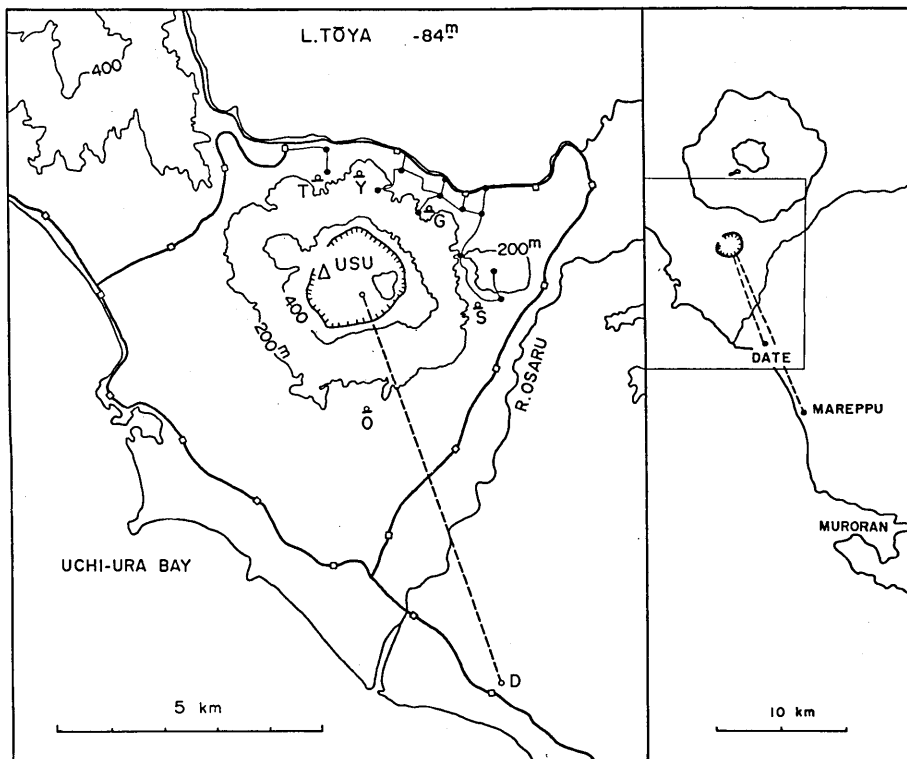 L. TŌYA -84m
400
T
Y
G
200m
USU
400
S
200m
O
R. OSARU
UCHI-URA BAY
D
5 km
DATE
MAREPPU
MURORAN
10 km